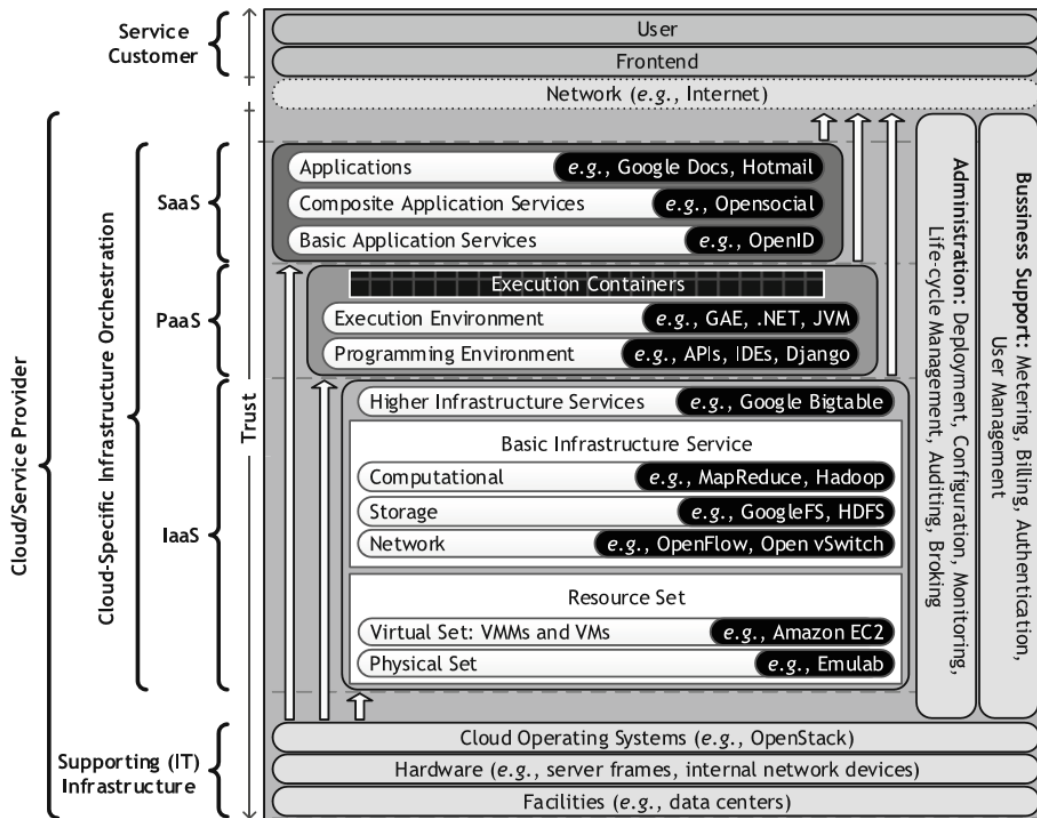 Service
Customer
User
Frontend
Network (e.g., Internet)
Cloud/Service Provider
Cloud-Specific Infrastructure Orchestration
Trust
SaaS
Applications
e.g., Google Docs, Hotmail
Composite Application Services
e.g., Opensocial
Basic Application Services
e.g., OpenID
PaaS
Execution Containers
Execution Environment
e.g., GAE, .NET, JVM
Programming Environment
e.g., APIs, IDEs, Django
IaaS
Higher Infrastructure Services
e.g., Google Bigtable
Basic Infrastructure Service
Computational
e.g., MapReduce, Hadoop
Storage
e.g., GoogleFS, HDFS
Network
e.g., OpenFlow, Open vSwitch
Resource Set
Virtual Set: VMMs and VMs
e.g., Amazon EC2
Physical Set
e.g., Emulab
Administration: Deployment, Configuration, Monitoring,
Life-cycle Management, Auditing, Broking
Bussiness Support: Metering, Billing, Authentication,
User Management
Supporting (IT)
Infrastructure
Cloud Operating Systems (e.g., OpenStack)
Hardware (e.g., server frames, internal network devices)
Facilities (e.g., data centers)